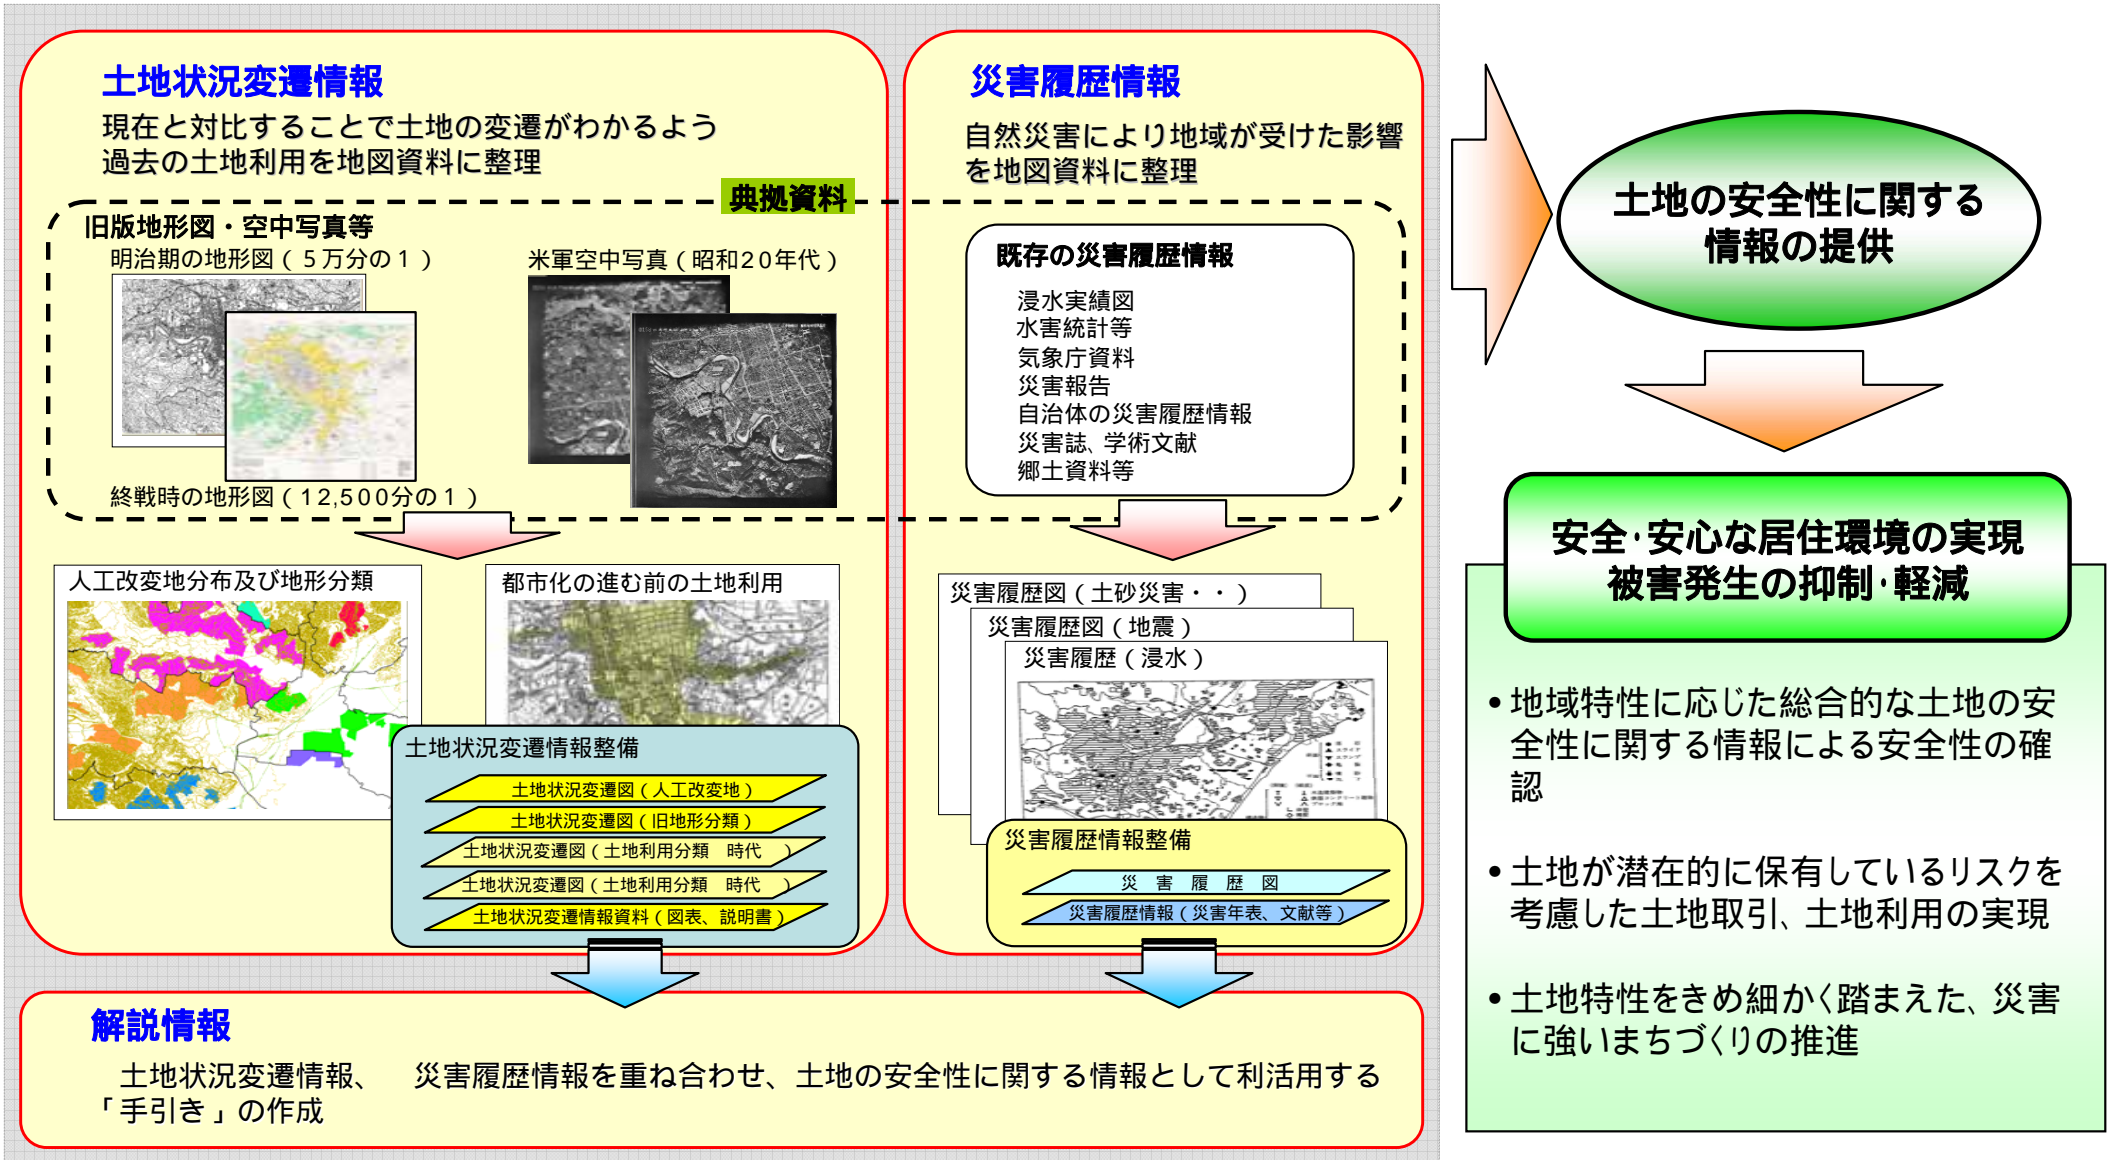 土地状況変遷情報
現在と対比することで土地の変遷がわかるよう
過去の土地利用を地図資料に整理
災害履歴情報
自然災害により地域が受けた影響
を地図資料に整理
典拠資料
旧版地形図・空中写真等
明治期の地形図(5万分の1)
米軍空中写真(昭和20年代)
終戦時の地形図(12,500分の1)
既存の災害履歴情報
浸水実績図
水害統計等
気象庁資料
災害報告
自治体の災害履歴情報
災害誌、学術文献
郷土資料等
人工改変地分布及び地形分類
都市化の進む前の土地利用
土地状況変遷情報整備
土地状況変遷図(人工改変地)
土地状況変遷図(旧地形分類)
土地状況変遷図(土地利用分類 時代 )
土地状況変遷図(土地利用分類 時代 )
土地状況変遷情報資料(図表、説明書)
災害履歴図(土砂災害・・)
災害履歴図(地震)
災害履歴(浸水)
災害履歴情報整備
災 害 履 歴 図
災害履歴情報(災害年表、文献等)
解説情報
土地状況変遷情報、 災害履歴情報を重ね合わせ、土地の安全性に関する情報として利活用する
「手引き」の作成
土地の安全性に関する
情報の提供
安全・安心な居住環境の実現
被害発生の抑制・軽減
•地域特性に応じた総合的な土地の安
全性に関する情報による安全性の確
認
•土地が潜在的に保有しているリスクを
考慮した土地取引、土地利用の実現
•土地特性をきめ細かく踏まえた、災害
に強いまちづくりの推進